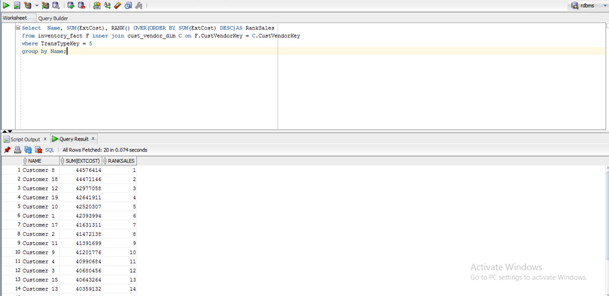 rdbms
Worksheet Query Builder
Select Name, SUM(ExtCost), RANK() OVER(ORDER BY SUM(ExtCost) DESC)AS RankSales
from inventory_fact F inner join cust_vendor_dim C on F.CustVendorKey = C.CustVendorKey
where TransTypeKey = 5
group by Name;
Script Output x Query Result x
SQL | All Rows Fetched: 20 in 0.074 seconds
NAME SUM(EXTCOST) RANKSALES
1 Customer 8 44576414 1
2 Customer 18 44471146 2
3 Customer 12 42977058 3
4 Customer 19 42641911 4
5 Customer 10 42520307 5
6 Customer 1 42393994 6
7 Customer 17 41631311 7
8 Customer 2 41472138 8
9 Customer 11 41391699 9
10 Customer 9 41201776 10
11 Customer 4 40990684 11
12 Customer 3 40680456 12
13 Customer 15 40643264 13
14 Customer 13 40359132 14
Activate Windows
Go to PC settings to activate Windows.